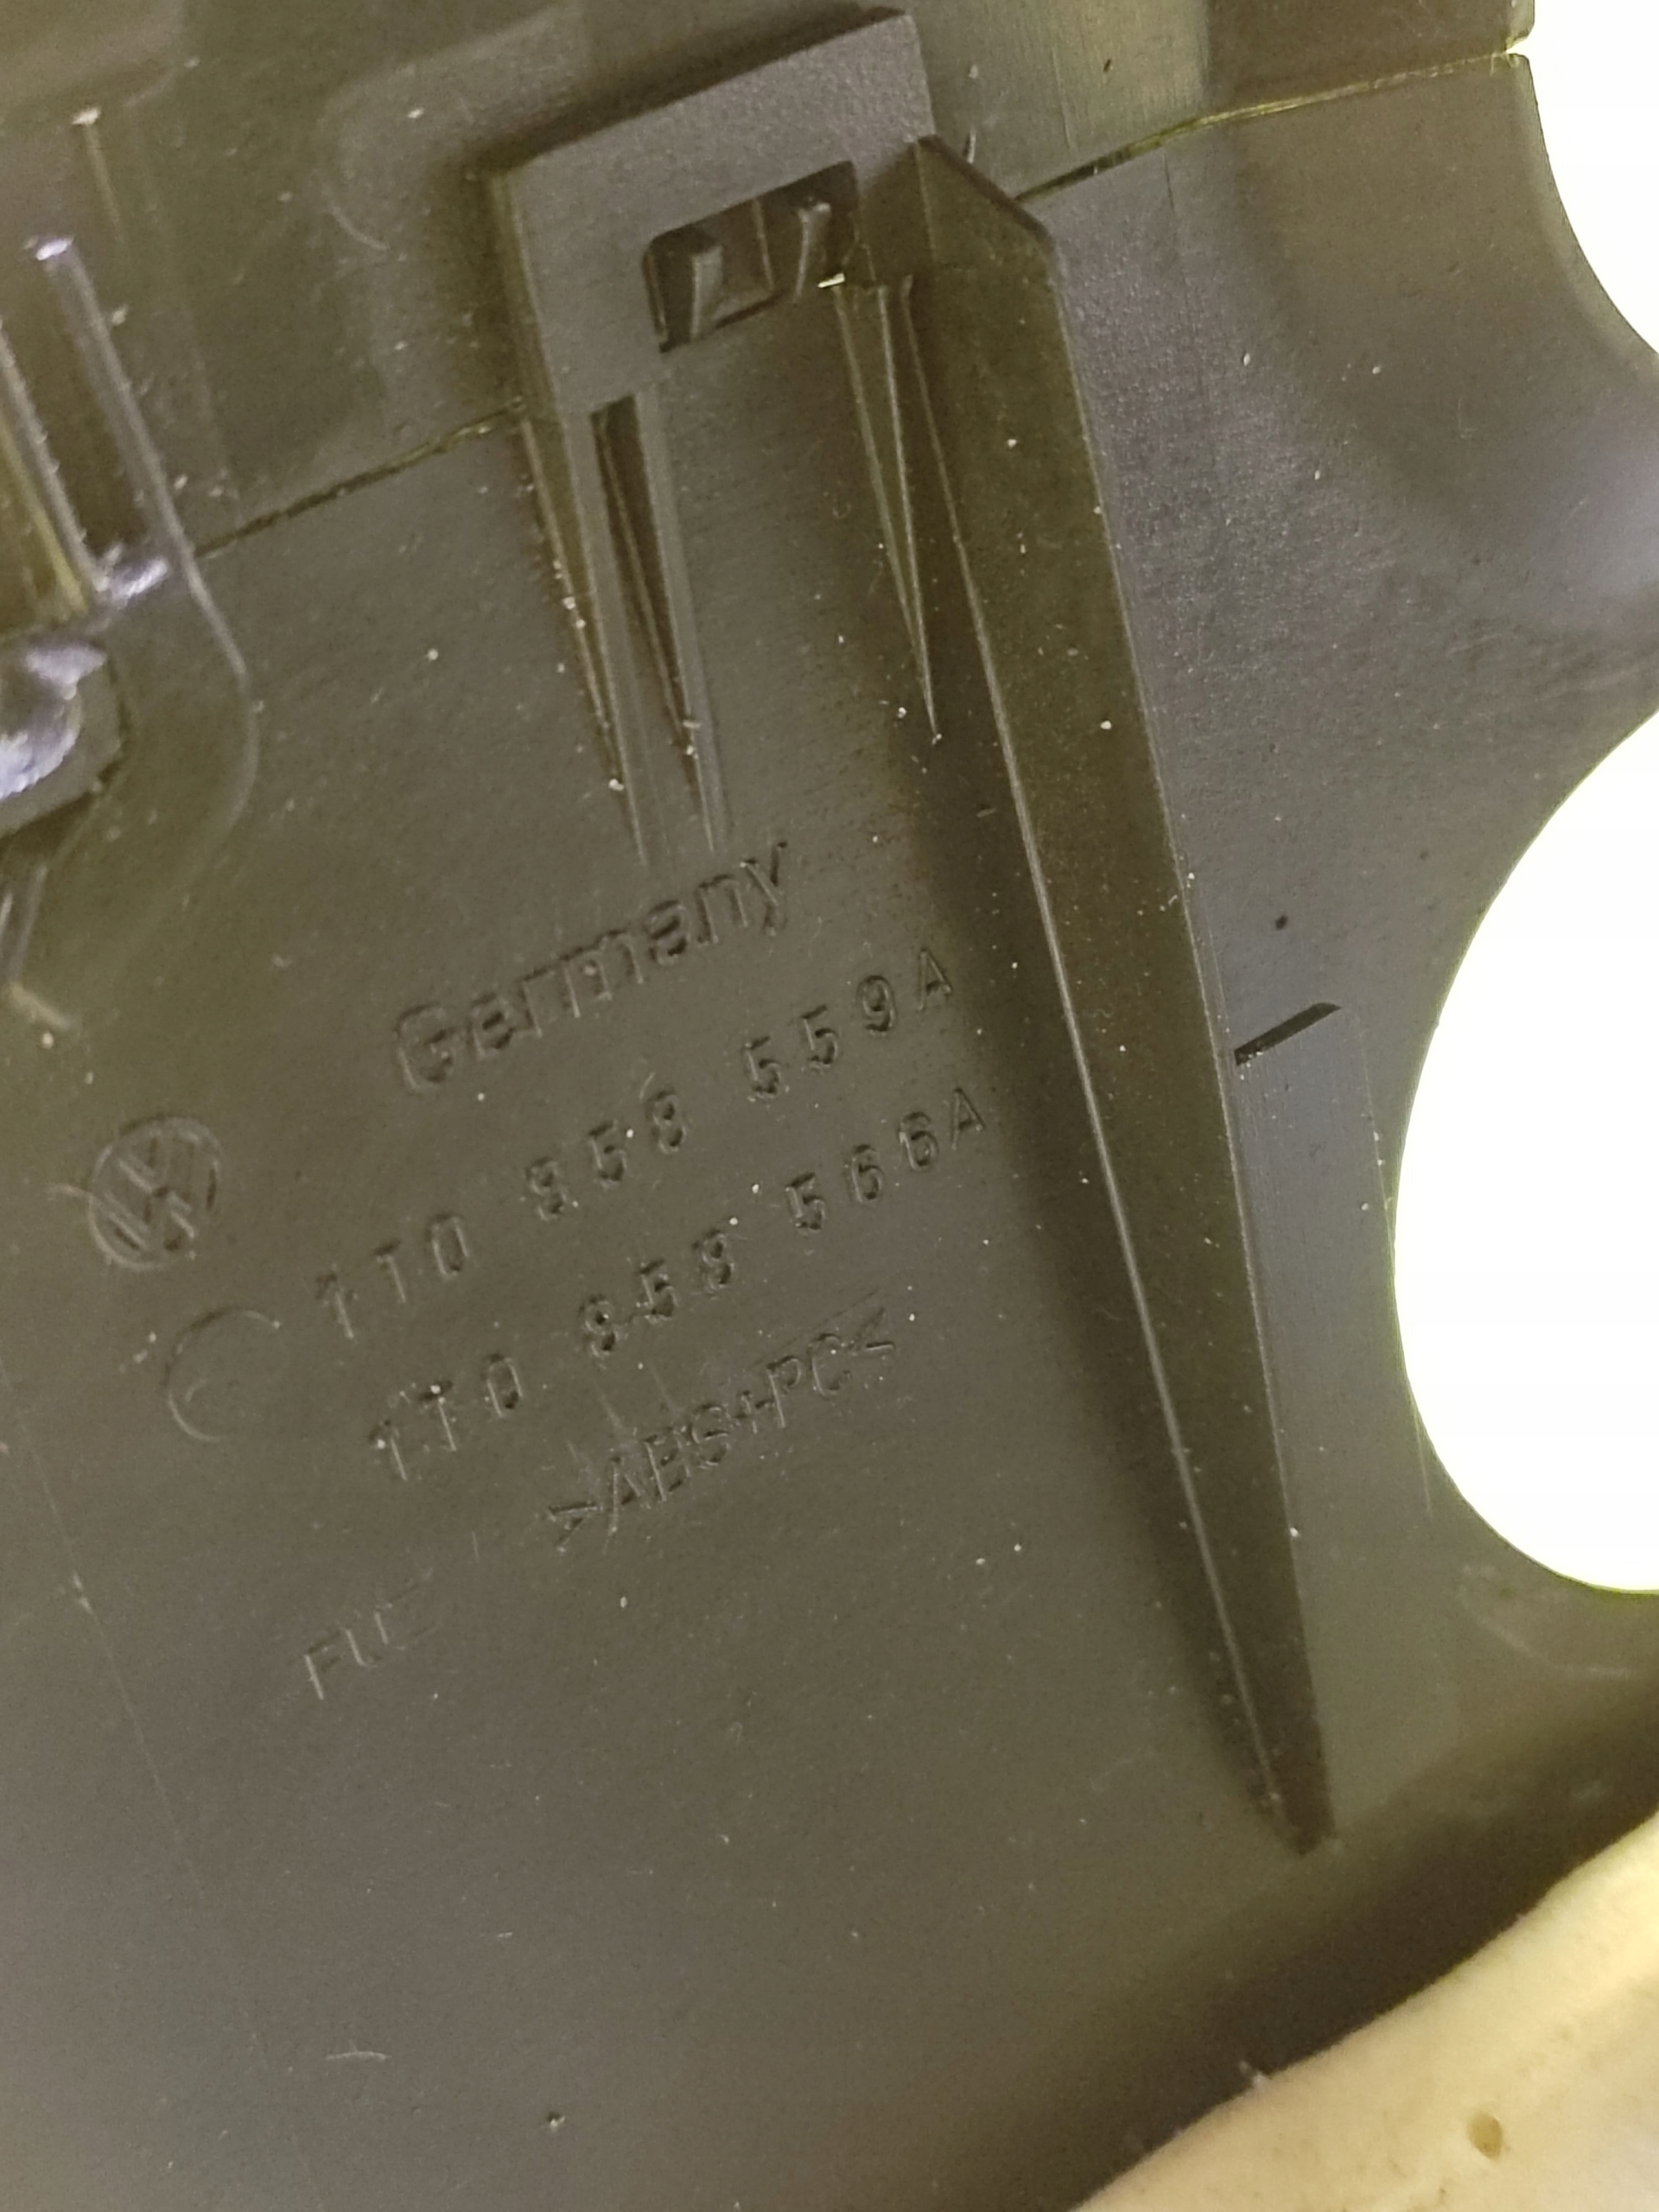 Germany
1T0 858 559A
1T0 858 566A
>ABS+PC<